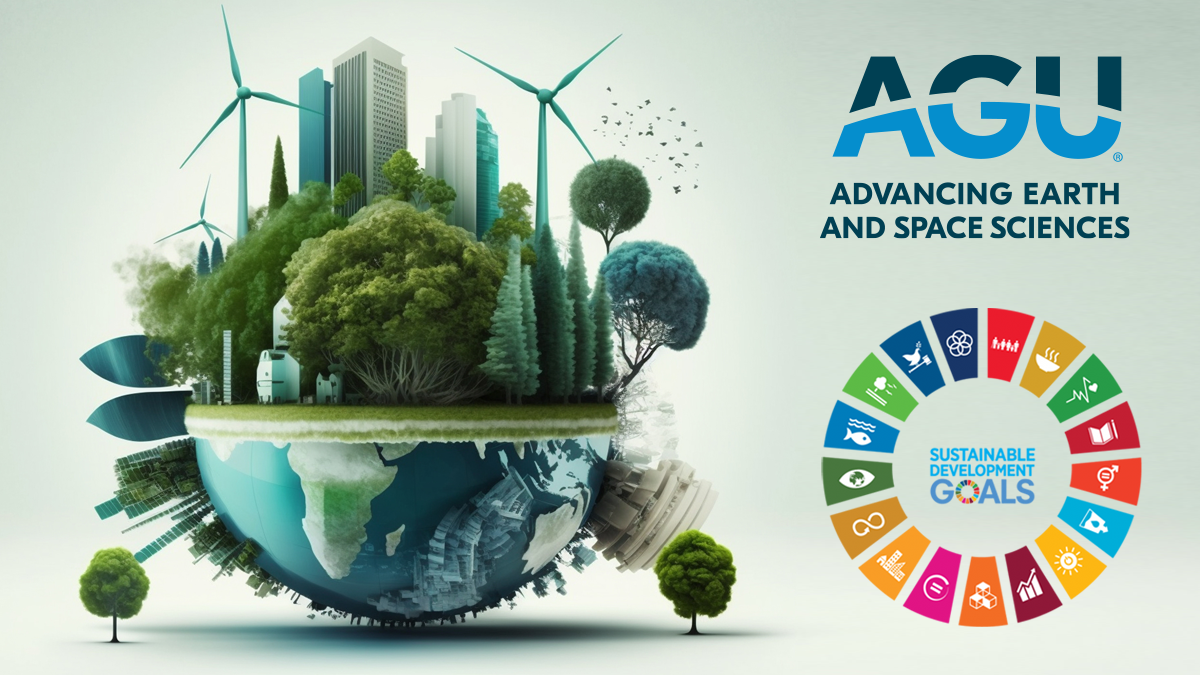 AGU®
ADVANCING EARTH
AND SPACE SCIENCES
SUSTAINABLE
DEVELOPMENT
GOALS